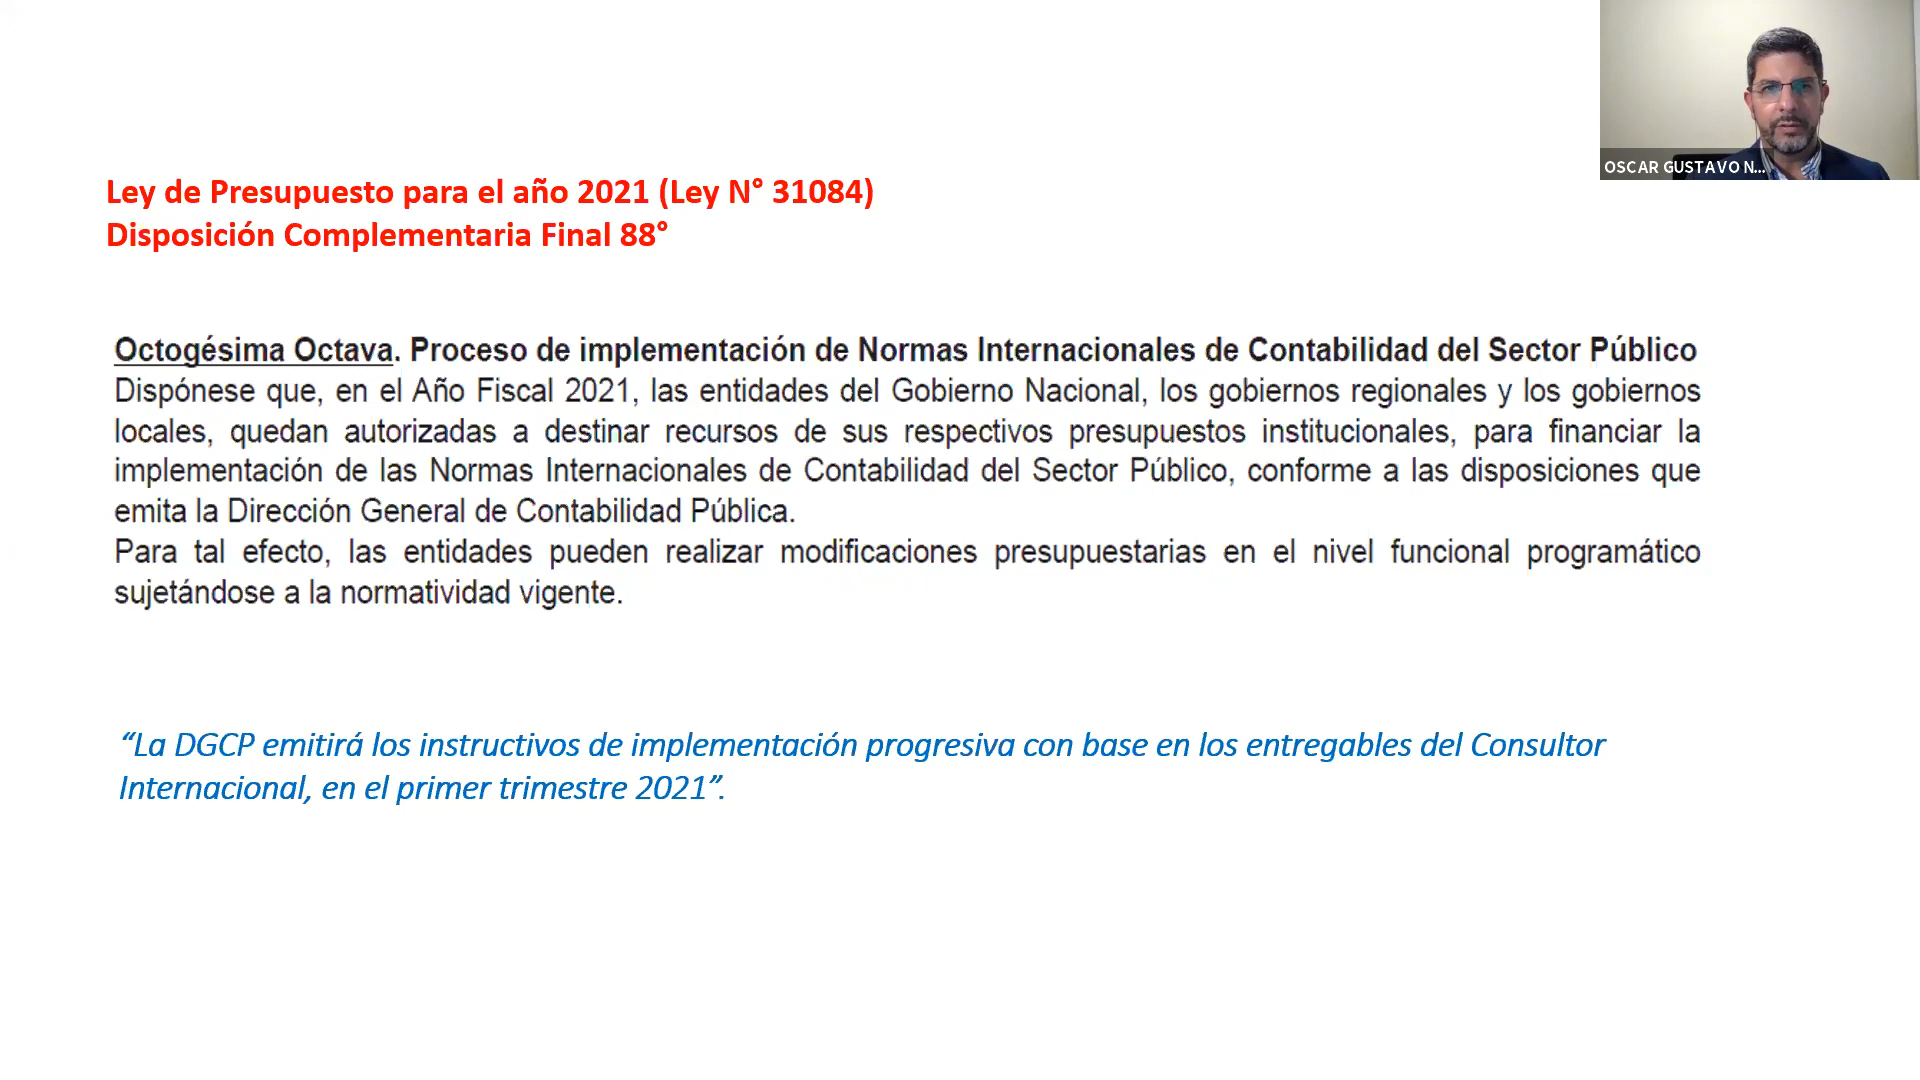 OSCAR GUSTAVO N...
Ley de Presupuesto para el año 2021 (Ley N° 31084)
Disposición Complementaria Final 88°
Octogésima Octava. Proceso de implementación de Normas Internacionales de Contabilidad del Sector Público
Dispónese que, en el Año Fiscal 2021, las entidades del Gobierno Nacional, los gobiernos regionales y los gobiernos
locales, quedan autorizadas a destinar recursos de sus respectivos presupuestos institucionales, para financiar la
implementación de las Normas Internacionales de Contabilidad del Sector Público, conforme a las disposiciones que
emita la Dirección General de Contabilidad Pública.
Para tal efecto, las entidades pueden realizar modificaciones presupuestarias en el nivel funcional programático
sujetándose a la normatividad vigente.
“La DGCP emitirá los instructivos de implementación progresiva con base en los entregables del Consultor
Internacional, en el primer trimestre 2021”.